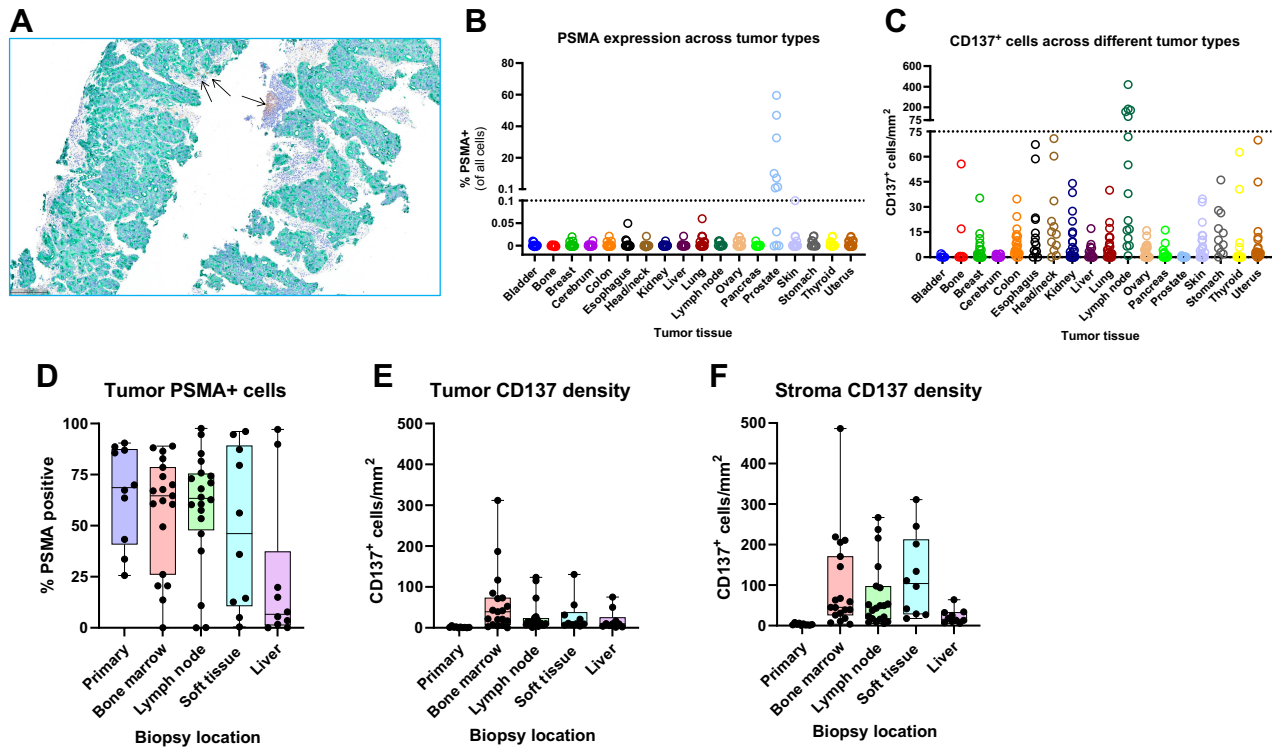 A
B
PSMA expression across tumor types
% PSMA+
(of all cells)
80
60
40
20
0.1
0.1
0.05
0
Bladder
Bone
Breast
Cerebrum
Colon
Esophagus
Head/neck
Kidney
Liver
Lung
Lymph node
Ovary
Pancreas
Prostate
Skin
Stomach
Thyroid
Uterus
Tumor tissue
C
CD137⁺ cells across different tumor types
CD137⁺ cells/mm²
600
400
200
75
75
60
45
30
15
0
Bladder
Bone
Breast
Cerebrum
Colon
Esophagus
Head/neck
Kidney
Liver
Lung
Lymph node
Ovary
Pancreas
Prostate
Skin
Stomach
Thyroid
Uterus
Tumor tissue
D
Tumor PSMA+ cells
% PSMA positive
100
75
50
25
0
Primary
Bone marrow
Lymph node
Soft tissue
Liver
Biopsy location
E
Tumor CD137 density
CD137⁺ cells/mm²
500
400
300
200
100
0
Primary
Bone marrow
Lymph node
Soft tissue
Liver
Biopsy location
F
Stroma CD137 density
CD137⁺ cells/mm²
500
400
300
200
100
0
Primary
Bone marrow
Lymph node
Soft tissue
Liver
Biopsy location